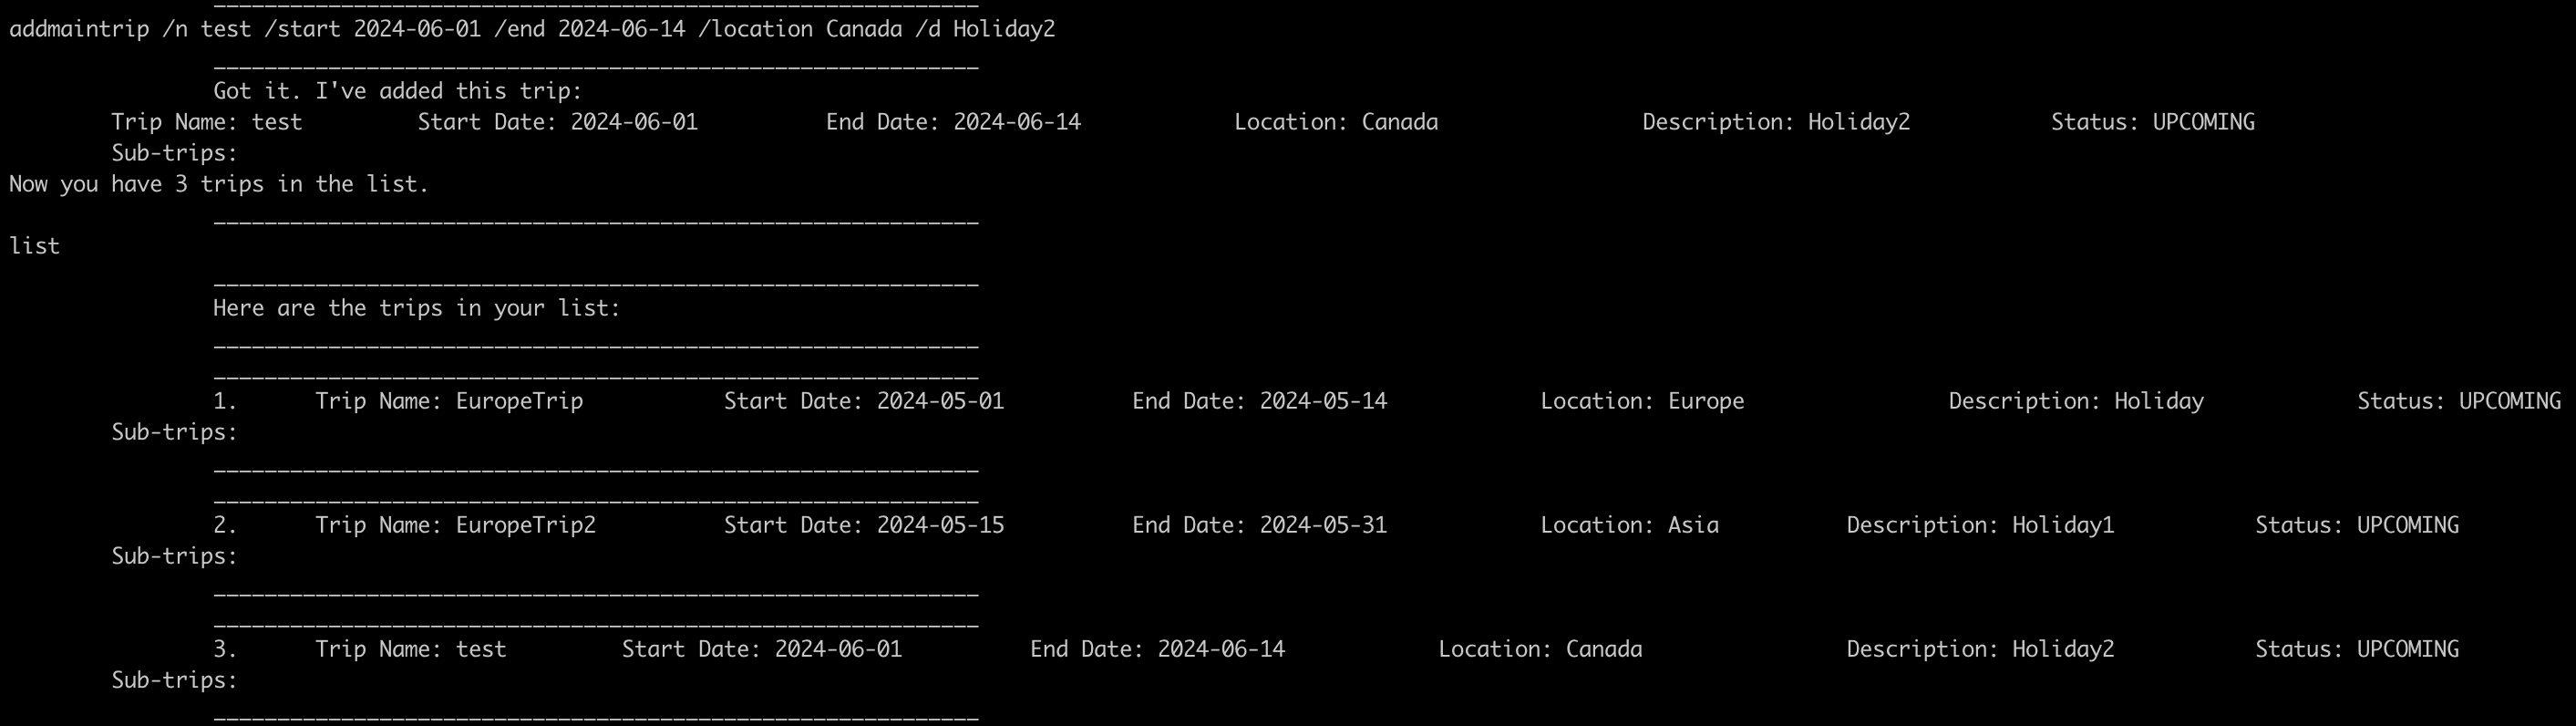 ____________________________________________________________
addmaintrip /n test /start 2024-06-01 /end 2024-06-14 /location Canada /d Holiday2
____________________________________________________________
Got it. I've added this trip:
Trip Name: test Start Date: 2024-06-01 End Date: 2024-06-14 Location: Canada Description: Holiday2 Status: UPCOMING
Sub-trips:
Now you have 3 trips in the list.
____________________________________________________________
list
____________________________________________________________
Here are the trips in your list:
____________________________________________________________
____________________________________________________________
1. Trip Name: EuropeTrip Start Date: 2024-05-01 End Date: 2024-05-14 Location: Europe Description: Holiday Status: UPCOMING
Sub-trips:
____________________________________________________________
____________________________________________________________
2. Trip Name: EuropeTrip2 Start Date: 2024-05-15 End Date: 2024-05-31 Location: Asia Description: Holiday1 Status: UPCOMING
Sub-trips:
____________________________________________________________
____________________________________________________________
3. Trip Name: test Start Date: 2024-06-01 End Date: 2024-06-14 Location: Canada Description: Holiday2 Status: UPCOMING
Sub-trips:
____________________________________________________________